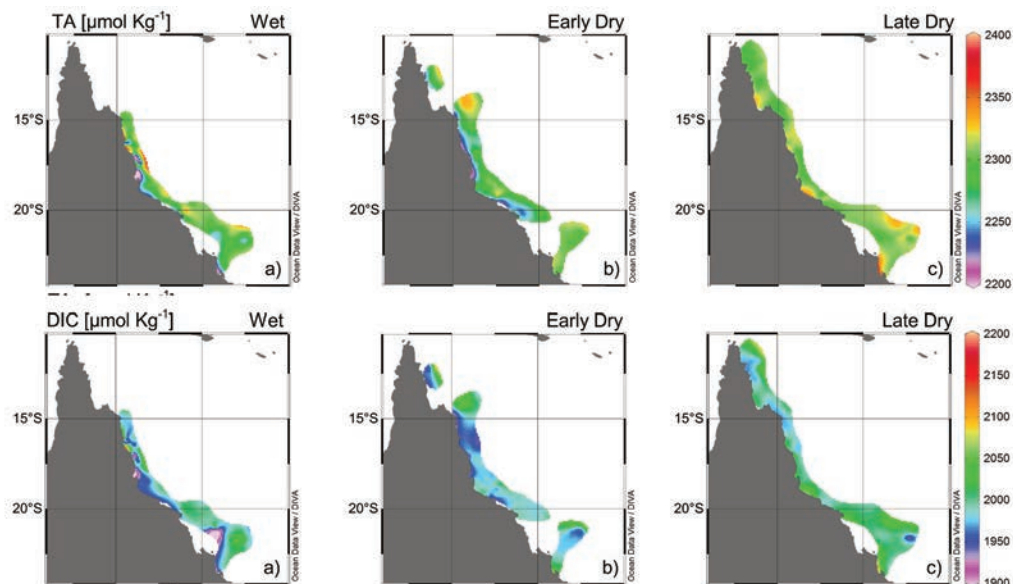 TA [µmol Kg⁻¹] Wet
Early Dry
Late Dry
15°S
20°S
a)
b)
c)
Ocean Data View / DIVA
Ocean Data View / DIVA
Ocean Data View / DIVA
2400
2350
2300
2250
2200
DIC [µmol Kg⁻¹] Wet
Early Dry
Late Dry
15°S
20°S
a)
b)
c)
Ocean Data View / DIVA
Ocean Data View / DIVA
Ocean Data View / DIVA
2200
2150
2100
2050
2000
1950
1900
15°S
20°S
15°S
20°S
15°S
20°S
15°S
20°S